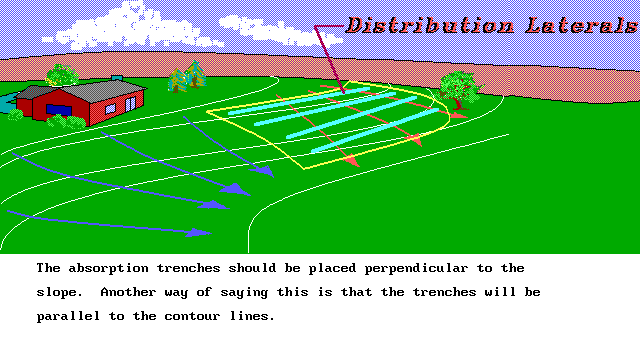 Distribution Laterals
The absorption trenches should be placed perpendicular to the
slope.  Another way of saying this is that the trenches will be
parallel to the contour lines.